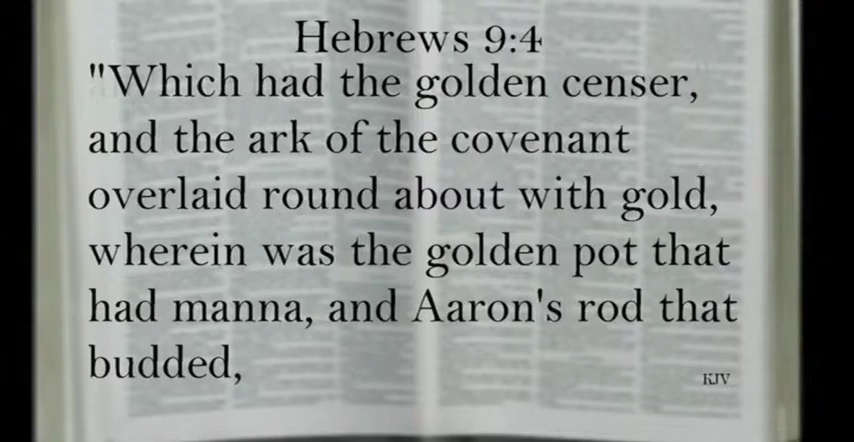 Hebrews 9:4
"Which had the golden censer,
and the ark of the covenant
overlaid round about with gold,
wherein was the golden pot that
had manna, and Aaron's rod that
budded,
KJV